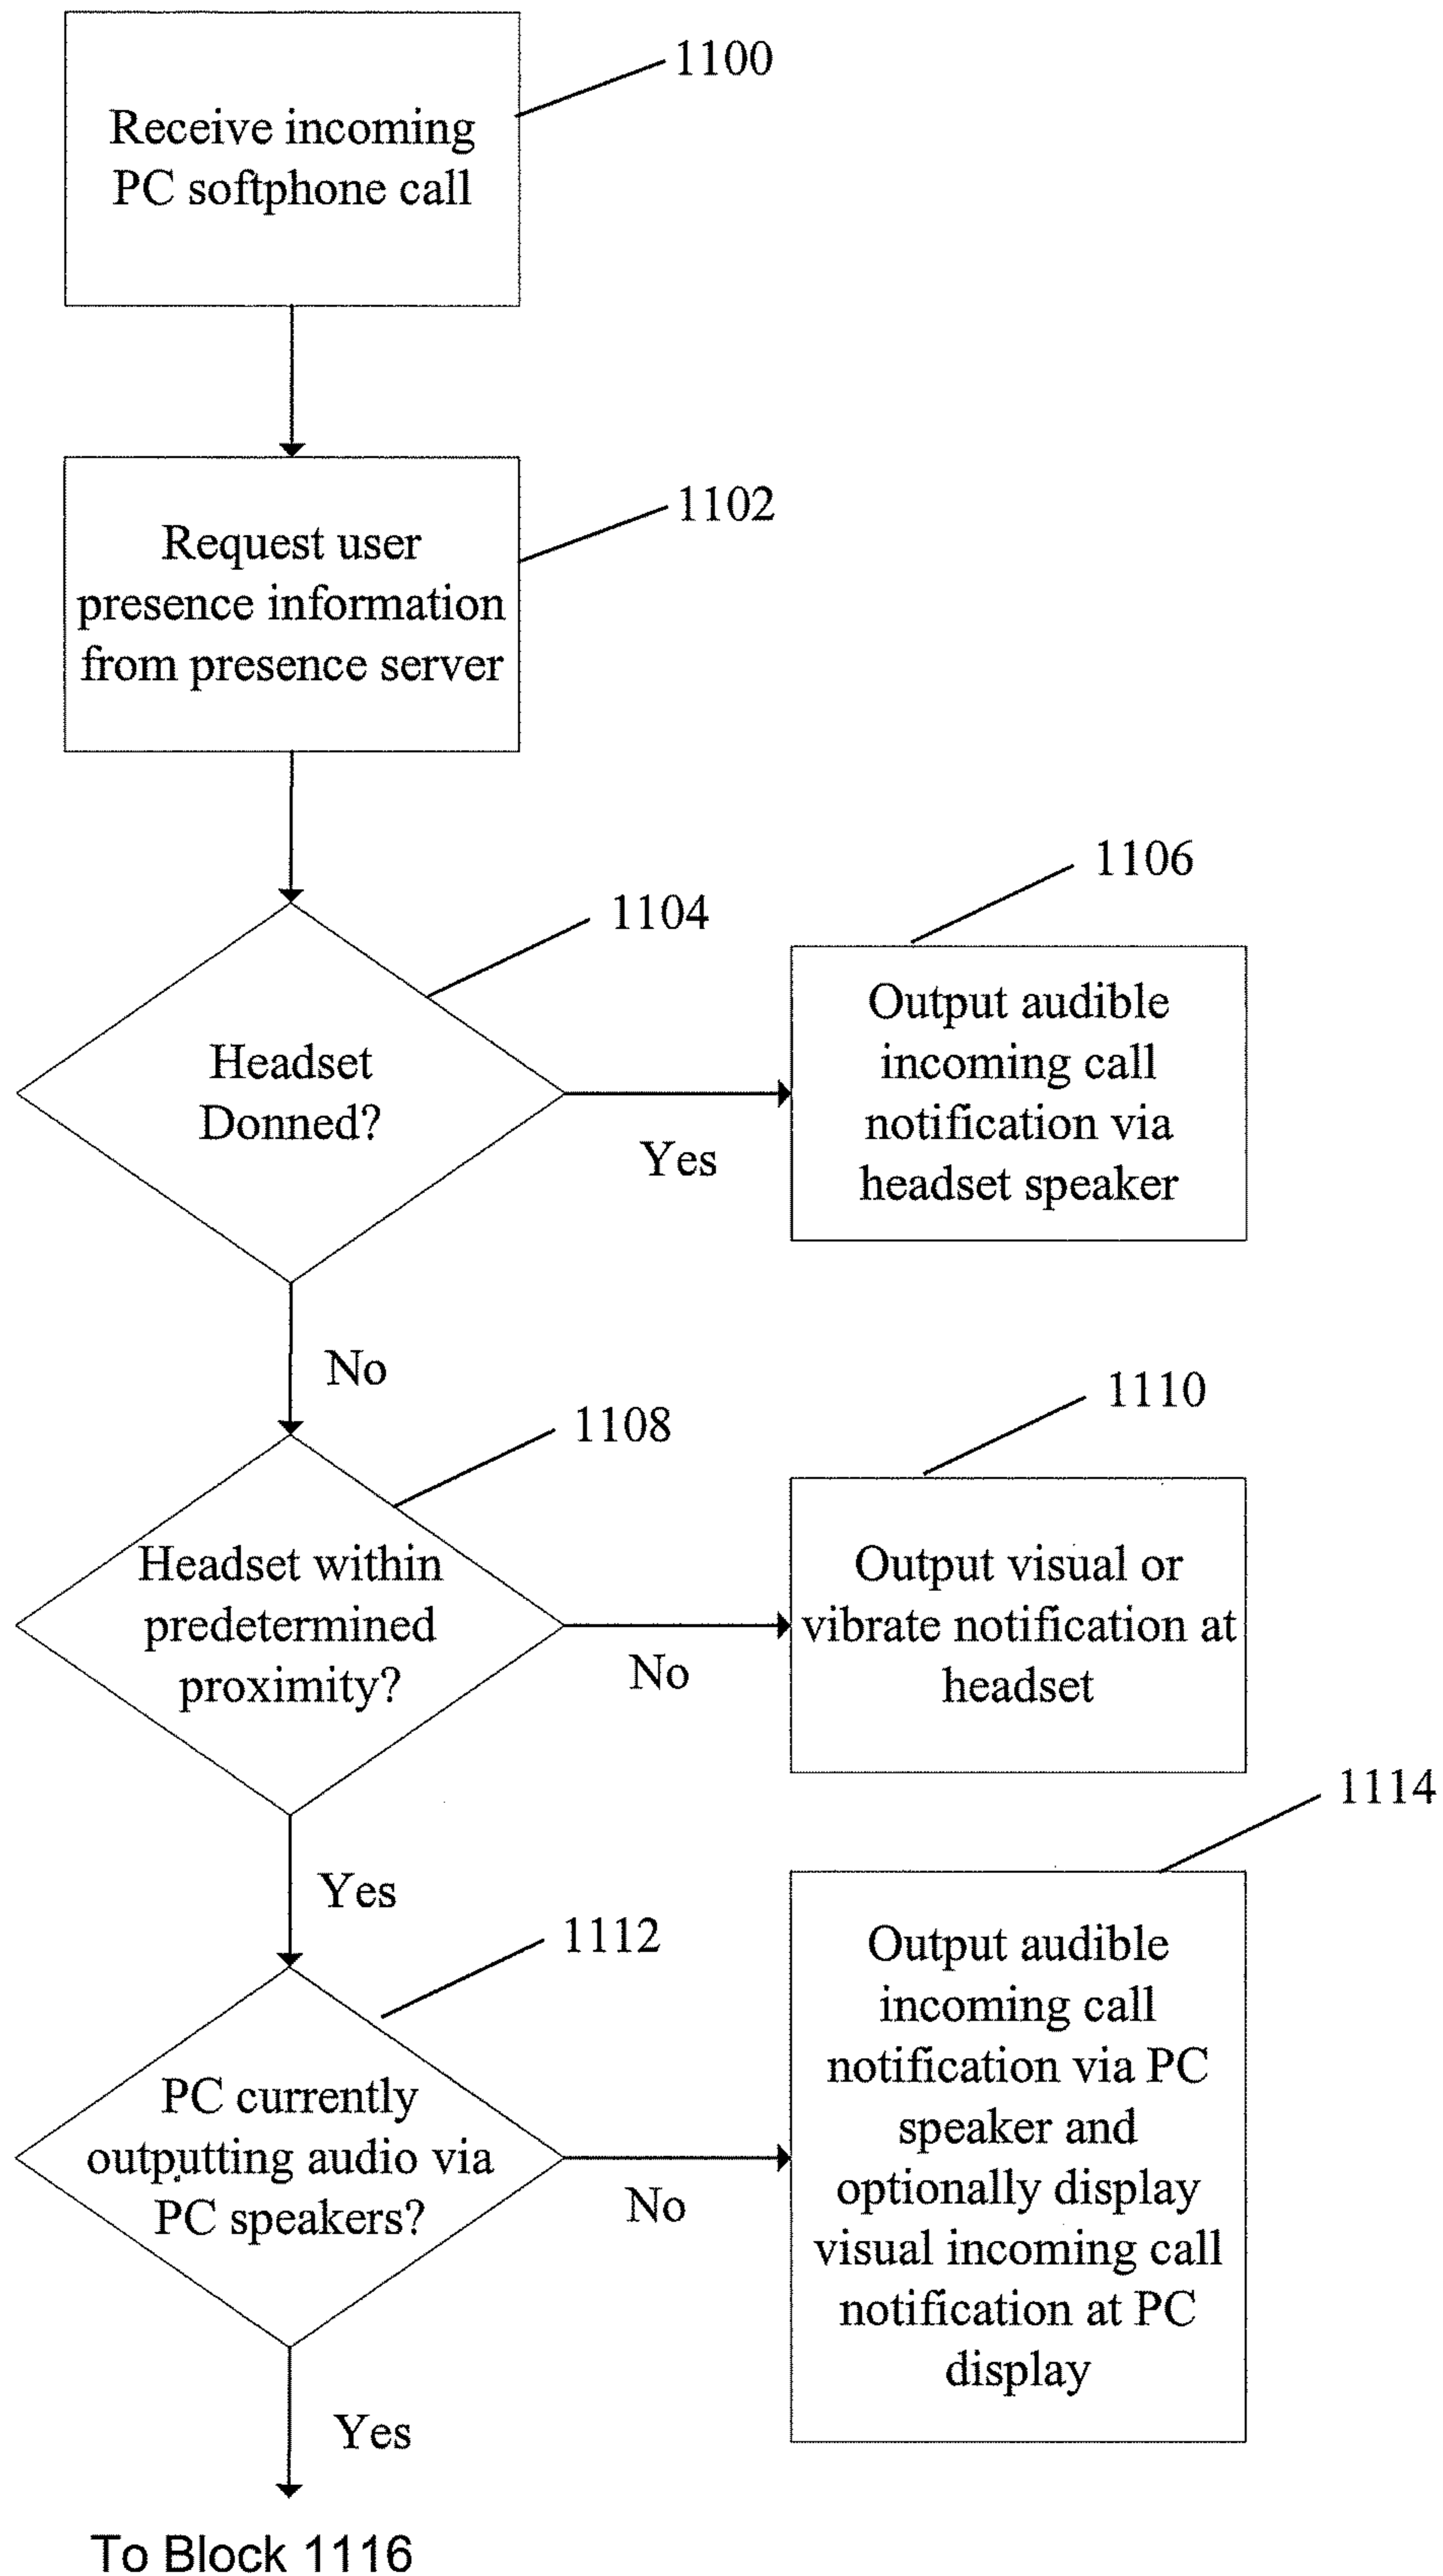 1100
Receive incoming
PC softphone call
1102
Request user
presence information
from presence server
1104
Headset
Donned?
Yes
1106
Output audible
incoming call
notification via
headset speaker
No
1108
Headset within
predetermined
proximity?
No
1110
Output visual or
vibrate notification at
headset
Yes
1112
PC currently
outputting audio via
PC speakers?
No
1114
Output audible
incoming call
notification via PC
speaker and
optionally display
visual incoming call
notification at PC
display
Yes
To Block 1116